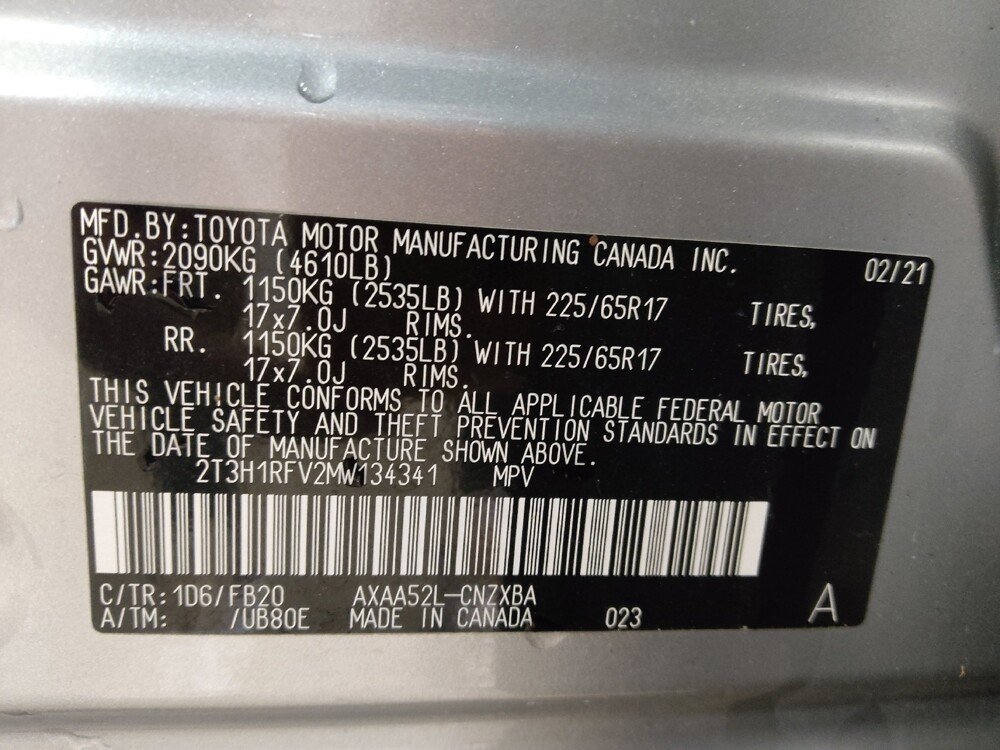 MFD.BY:TOYOTA MOTOR MANUFACTURING CANADA INC. 02/21
GVWR:2090KG (4610LB)
GAWR:FRT. 1150KG (2535LB) WITH 225/65R17 TIRES,
17x7.0J RIMS.
RR. 1150KG (2535LB) WITH 225/65R17 TIRES,
17x7.0J RIMS.
THIS VEHICLE CONFORMS TO ALL APPLICABLE FEDERAL MOTOR
VEHICLE SAFETY AND THEFT PREVENTION STANDARDS IN EFFECT ON
THE DATE OF MANUFACTURE SHOWN ABOVE.
2T3H1RFV2MW134341 MPV
C/TR:1D6/FB20 AXAA52L-CNZXBA
A/TM: /UB80E MADE IN CANADA 023 A